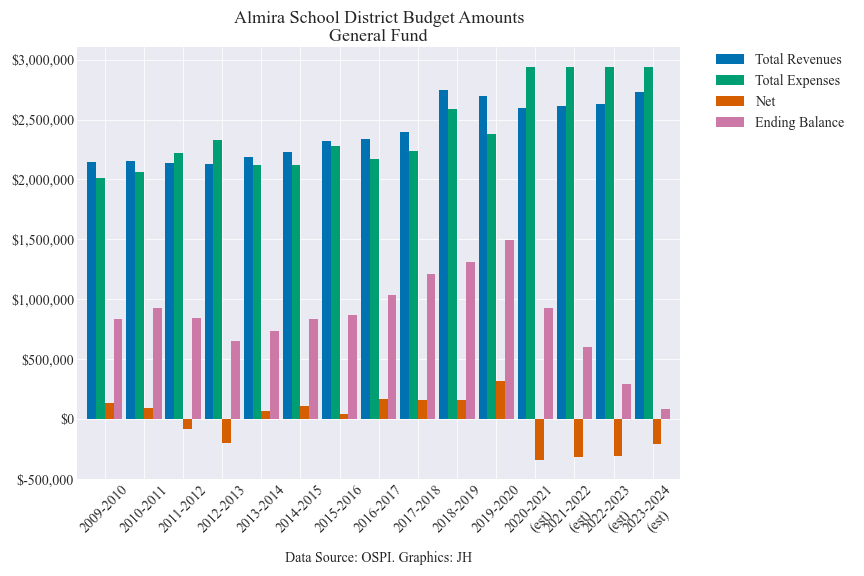 Almira School District Budget Amounts
General Fund
$3,000,000
$2,500,000
$2,000,000
$1,500,000
$1,000,000
$500,000
$0
$-500,000
Total Revenues
Total Expenses
Net
Ending Balance
2009-2010
2010-2011
2011-2012
2012-2013
2013-2014
2014-2015
2015-2016
2016-2017
2017-2018
2018-2019
2019-2020
2020-2021
(est)
2021-2022
(est)
2022-2023
(est)
2023-2024
(est)
Data Source: OSPI. Graphics: JH